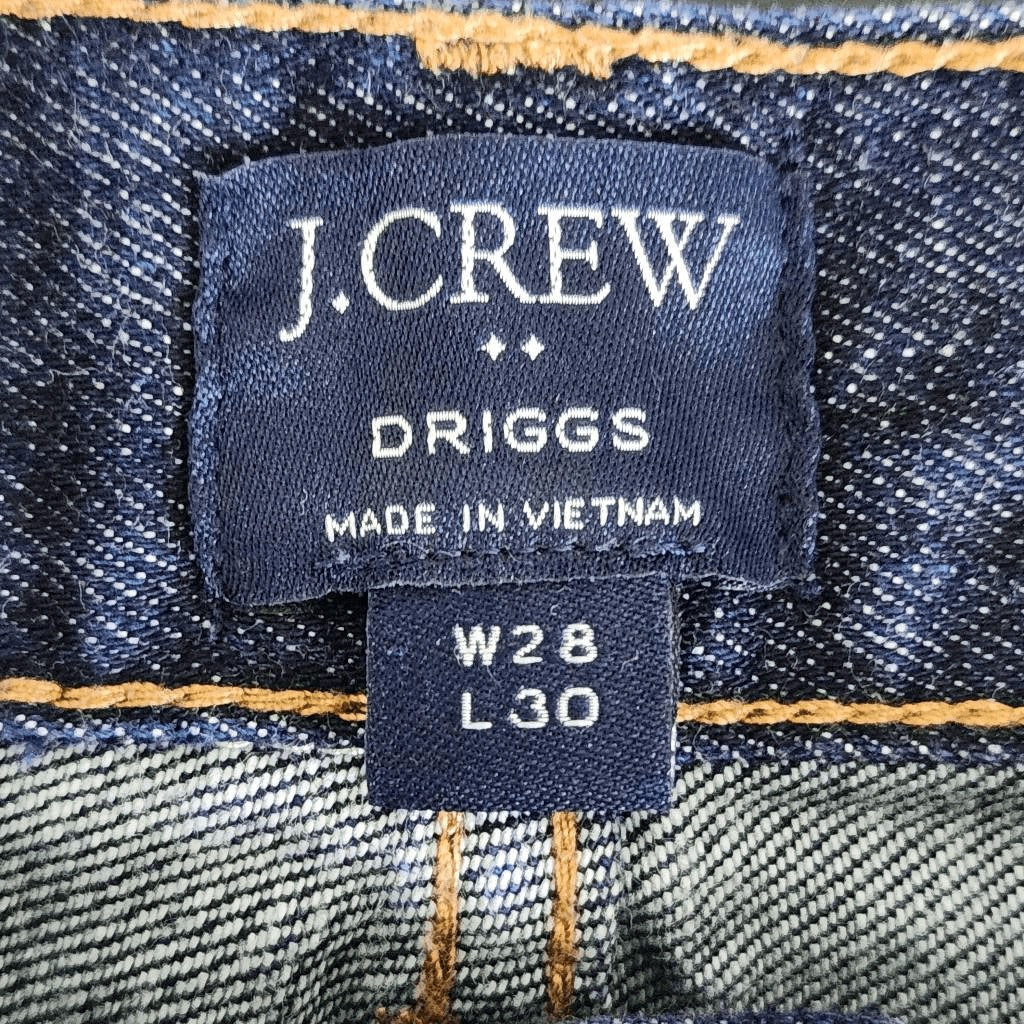 J.CREW
DRIGGS
MADE IN VIETNAM
W28
L30